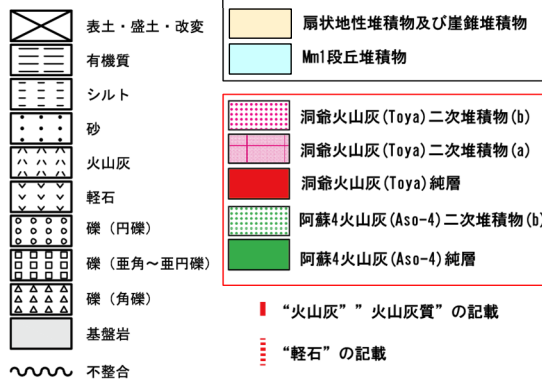 表土・盛土・改変
有機質
シルト
砂
火山灰
軽石
礫（円礫）
礫（亜角～亜円礫）
礫（角礫）
基盤岩
不整合
扇状地性堆積物及び崖錐堆積物
Mm1段丘堆積物
洞爺火山灰(Toya)二次堆積物(b)
洞爺火山灰(Toya)二次堆積物(a)
洞爺火山灰(Toya)純層
阿蘇4火山灰(Aso-4)二次堆積物(b)
阿蘇4火山灰(Aso-4)純層
“火山灰””火山灰質”の記載
“軽石”の記載